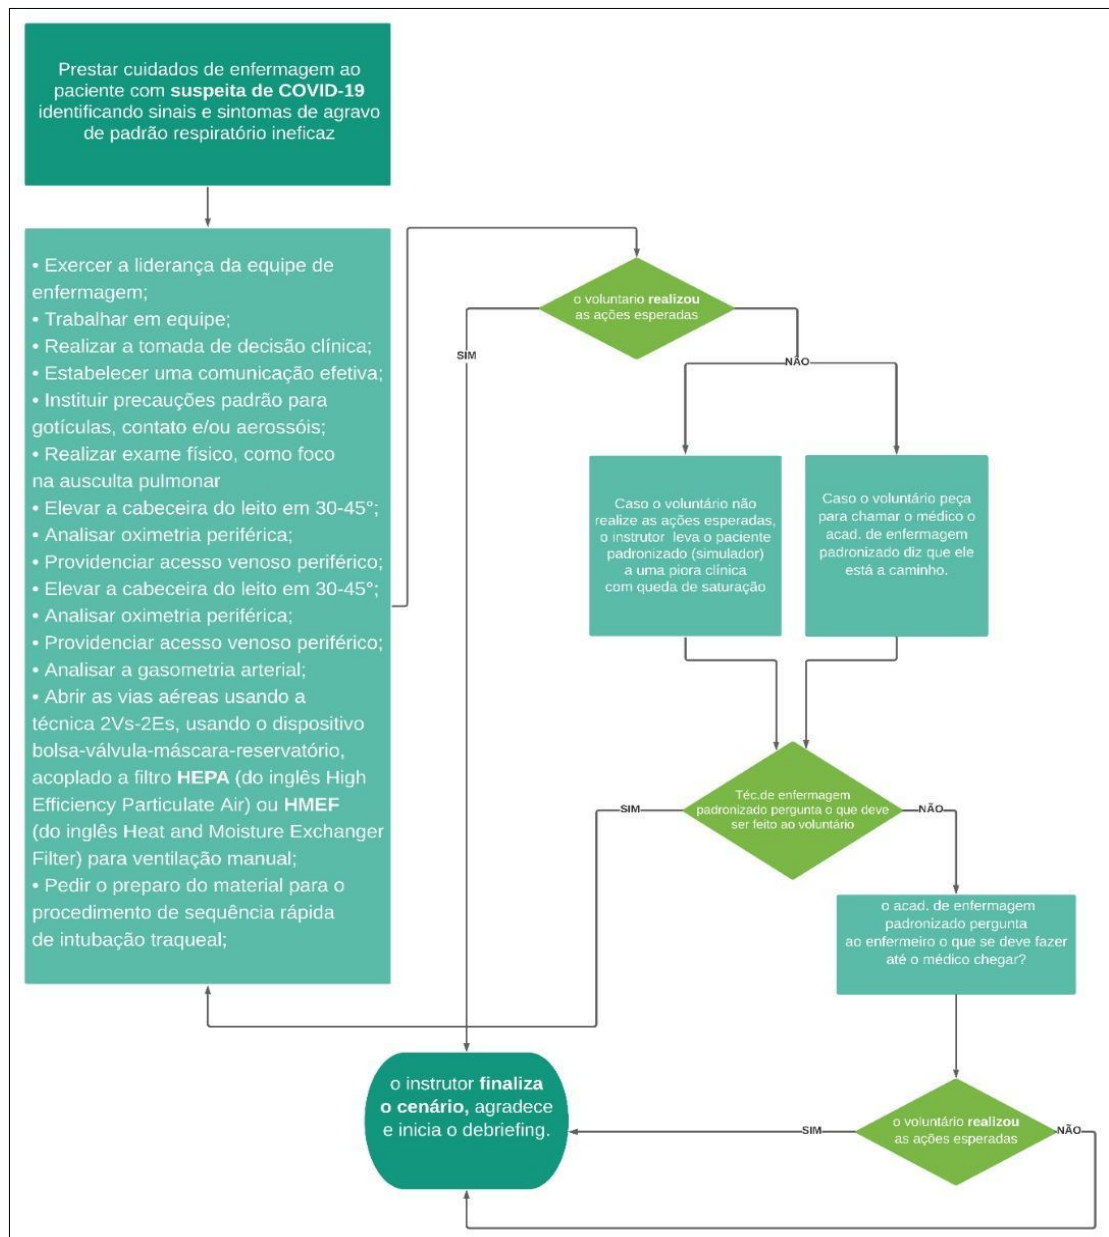 Prestar cuidados de enfermagem ao
paciente com suspeita de COVID-19
identificando sinais e sintomas de agravo
de padrão respiratório ineficaz
• Exercer a liderança da equipe de
enfermagem;
• Trabalhar em equipe;
• Realizar a tomada de decisão clínica;
• Estabelecer uma comunicação efetiva;
• Instituir precauções padrão para
gotículas, contato e/ou aerossóis;
• Realizar exame físico, como foco
na ausculta pulmonar
• Elevar a cabeceira do leito em 30-45°;
• Analisar oximetria periférica;
• Providenciar acesso venoso periférico;
• Elevar a cabeceira do leito em 30-45°;
• Analisar oximetria periférica;
• Providenciar acesso venoso periférico;
• Analisar a gasometria arterial;
• Abrir as vias aéreas usando a
técnica 2Vs-2Es, usando o dispositivo
bolsa-válvula-máscara-reservatório,
acoplado a filtro HEPA (do inglês High
Efficiency Particulate Air) ou HMEF
(do inglês Heat and Moisture Exchanger
Filter) para ventilação manual;
• Pedir o preparo do material para o
procedimento de sequência rápida
de intubação traqueal;
o voluntario realizou
as ações esperadas
SIM
NÃO
Caso o voluntário não
realize as ações esperadas,
o instrutor leva o paciente
padronizado (simulador)
a uma piora clínica
com queda de saturação
Caso o voluntário peça
para chamar o médico o
acad. de enfermagem
padronizado diz que ele
está a caminho.
Téc.de enfermagem
padronizado pergunta o que deve
ser feito ao voluntário
SIM
NÃO
o acad. de enfermagem
padronizado pergunta
ao enfermeiro o que se deve fazer
até o médico chegar?
o voluntário realizou
as ações esperadas
SIM
NÃO
o instrutor finaliza
o cenário, agradece
e inicia o debriefing.